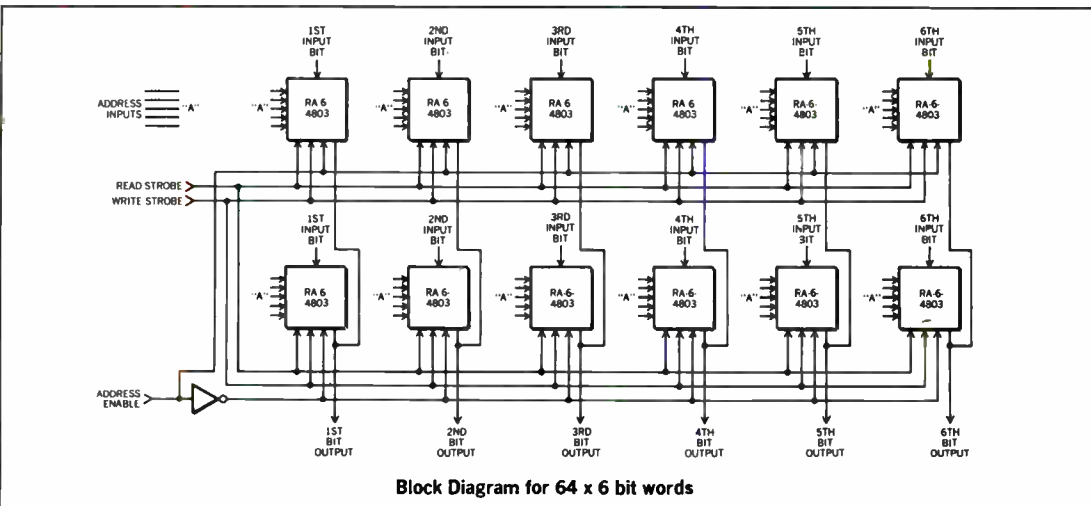 1ST
INPUT
BIT
2ND
INPUT
BIT·
3RD
INPUT
BIT
4TH
INPUT
BIT
5TH
INPUT
BIT
6TH
INPUT
BIT
ADDRESS
INPUTS
"A"
"A"
RA 6
4803
"A"
RA 6
4803
"A"
RA 6
4803
"A"
RA 6
4803
"A"
RA-6-
4803
"A"
RA-6-
4803
READ STROBE
WRITE STROBE
1ST
INPUT
BIT
2ND
INPUT
BIT
3RD
INPUT
BIT
4TH
INPUT
BIT
5TH
INPUT
3IT
6TH
INPUT
BIT
"A"
RA 6
4803
"A"
RA 6-
4803
"A"
RA-6-
4803
"A"
RA-6-
4803
"A"
RA-6-
4803
"A"
RA-6-
4803
ADDRESS
ENABLE
1ST
BIT
OUTPUT
2ND
BIT
OUTPUT
3RD
BIT
OUTPUT
4TH
BIT
OUTPUT
5TH
BIT
OUTPUT
6TH
BIT
OUTPUT
Block Diagram for 64 x 6 bit words